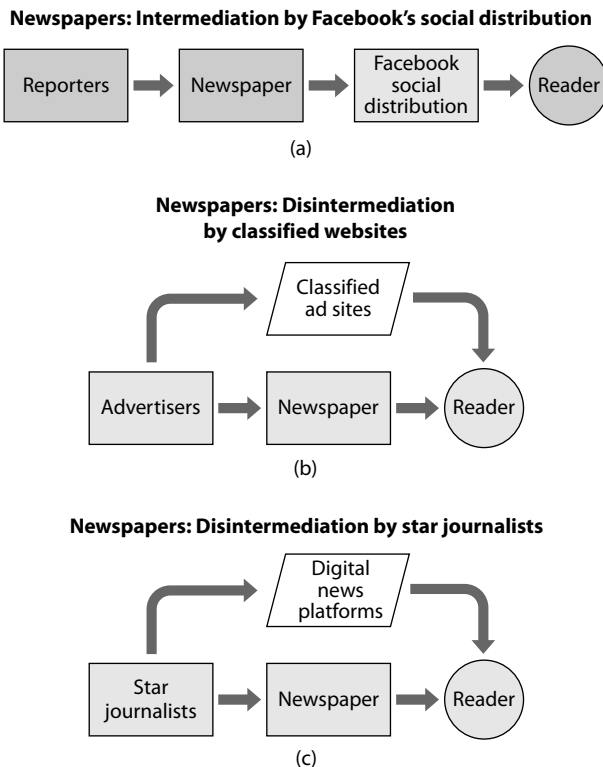 Newspapers: Intermediation by Facebook's social distribution
Reporters
Newspaper
Facebook
social
distribution
Reader
(a)
Newspapers: Disintermediation
by classified websites
Classified
ad sites
Advertisers
Newspaper
Reader
(b)
Newspapers: Disintermediation by star journalists
Digital
news
platforms
Star
journalists
Newspaper
Reader
(c)